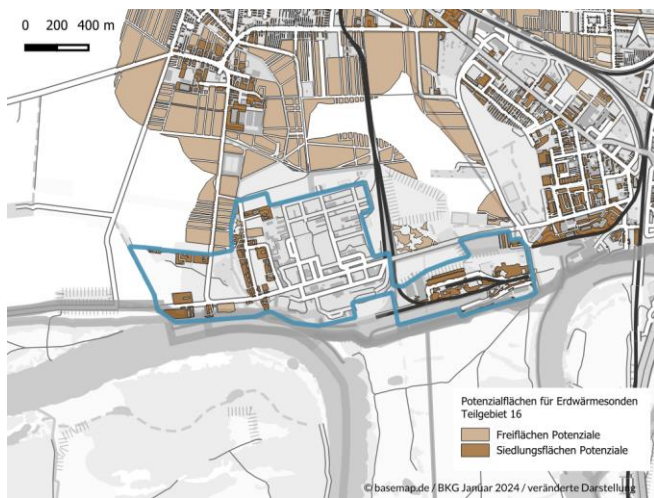 0 200 400 m
Potenzialflächen für Erdwärmesonden
Teilgebiet 16
Freiflächen Potenziale
Siedlungsflächen Potenziale
© basemap.de / BKG Januar 2024 / veränderte Darstellung